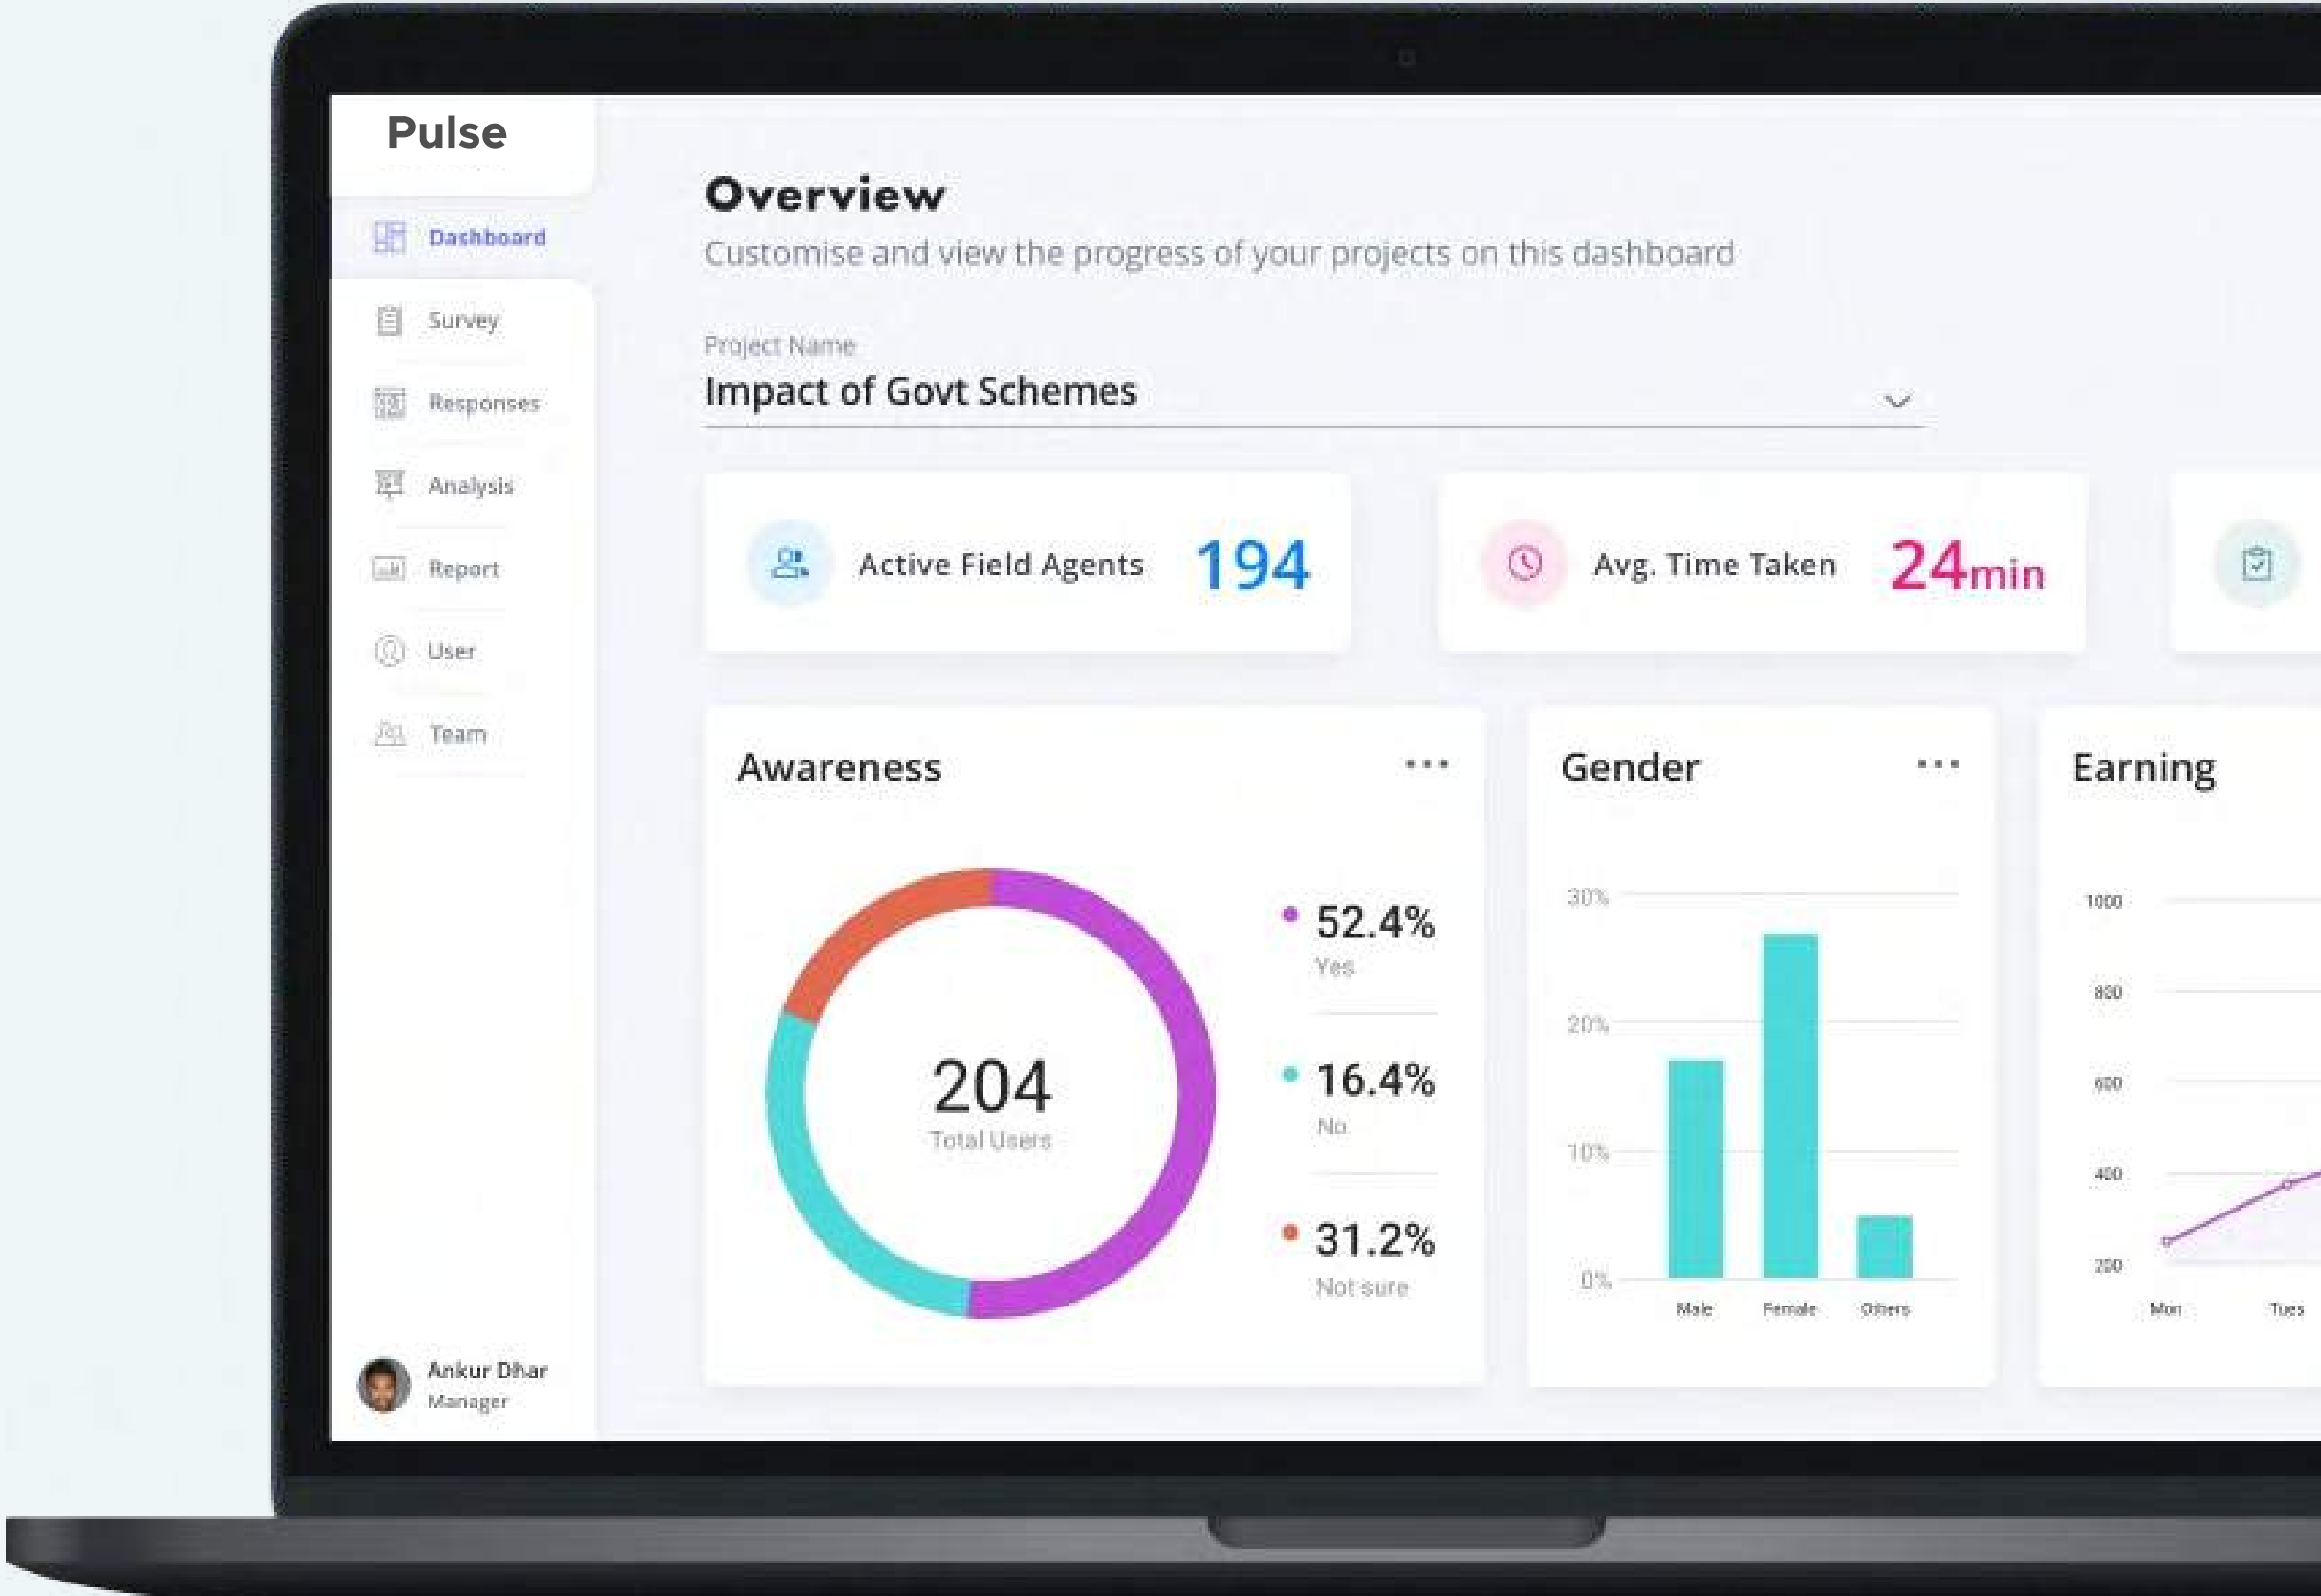 Pulse
Dashboard
Survey
Responses
Analysis
Report
User
Team
Ankur Dhar
Manager
Overview
Customise and view the progress of your projects on this dashboard
Project Name
Impact of Govt Schemes
Active Field Agents 194
Avg. Time Taken 24min
Awareness
204
Total Users
52.4%
Yes
16.4%
No
31.2%
Not sure
Gender
30%
20%
10%
0%
Male Female Others
Earning
1000
800
600
400
200
Mon Tues